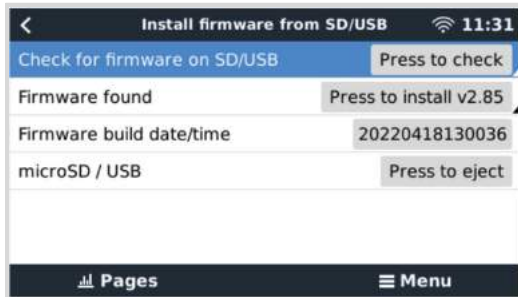 Install firmware from SD/USB 11:31
Check for firmware on SD/USB Press to check
Firmware found Press to install v2.85
Firmware build date/time 20220418130036
microSD / USB Press to eject
Pages Menu